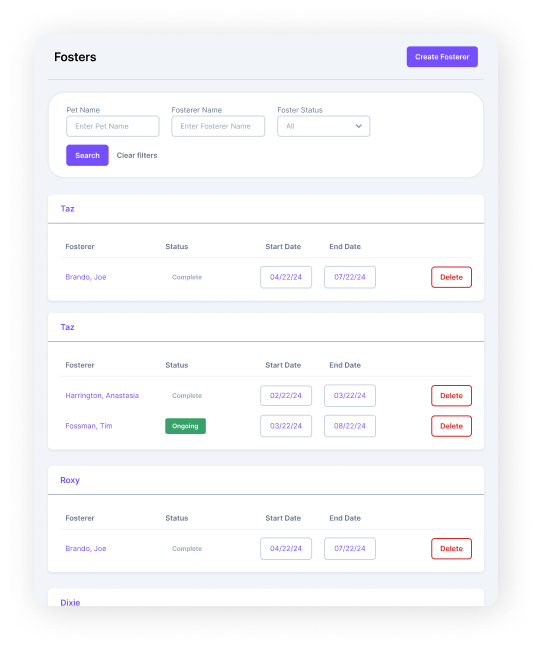 Fosters
Create Fosterer
Pet Name Fosterer Name Foster Status
Enter Pet Name Enter Fosterer Name All
Search Clear filters
Taz
Fosterer Status Start Date End Date
Brando, Joe Complete 04/22/24 07/22/24 Delete
Taz
Fosterer Status Start Date End Date
Harrington, Anastasia Complete 02/22/24 03/22/24 Delete
Fossman, Tim Ongoing 03/22/24 08/22/24 Delete
Roxy
Fosterer Status Start Date End Date
Brando, Joe Complete 04/22/24 07/22/24 Delete
Dixie